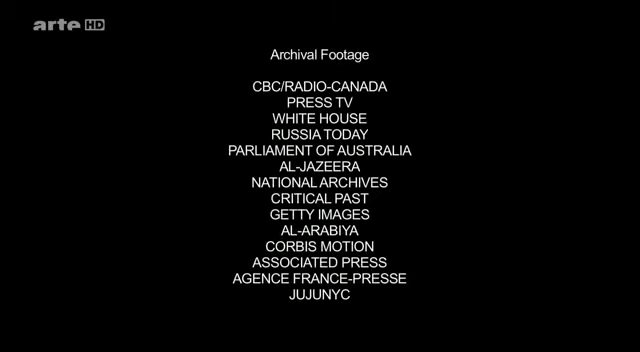 arte HD
Archival Footage
CBC/RADIO-CANADA
PRESS TV
WHITE HOUSE
RUSSIA TODAY
PARLIAMENT OF AUSTRALIA
AL-JAZEERA
NATIONAL ARCHIVES
CRITICAL PAST
GETTY IMAGES
AL-ARABIYA
CORBIS MOTION
ASSOCIATED PRESS
AGENCE FRANCE-PRESSE
JUJUNYC